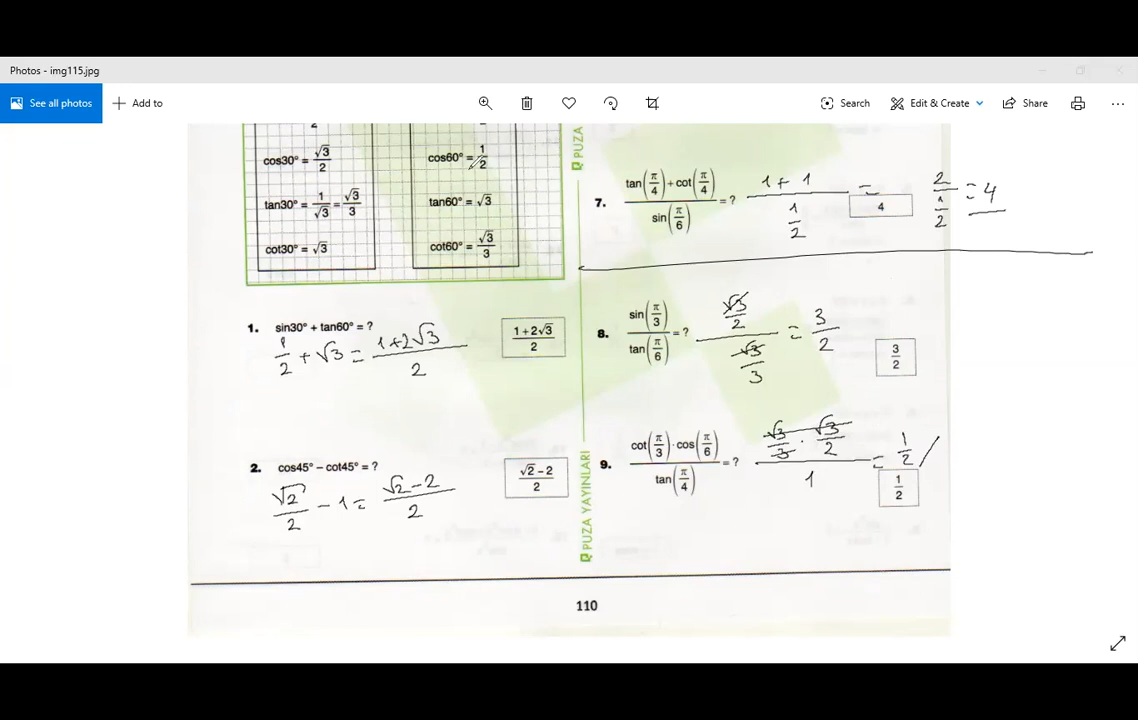 Photos - img115.jpg
See all photos
Add to
Search
Edit & Create
Share
2
cos30° = √3/2
tan30° = 1/√3 = √3/3
cot30° = √3
cos60° = 1/2
tan60° = √3
cot60° = √3/3
1. sin30° + tan60° = ?
1/2 + √3 = 1+2√3/2
1+2√3/2
2. cos45° – cot45° = ?
√2/2 – 1 = √2-2/2
√2–2/2
PUZA
PUZA YAYINLARI
7. tan(π/4)+cot(π/4) / sin(π/6) = ? 1+1 / 1/2 = 2 / 1/2 = 4
4
8. sin(π/3) / tan(π/6) = ? √3/2 / √3/3 = 3/2
3/2
9. cot(π/3)·cos(π/6) / tan(π/4) = ? √3/3 · √3/2 / 1 = 1/2
1/2
110